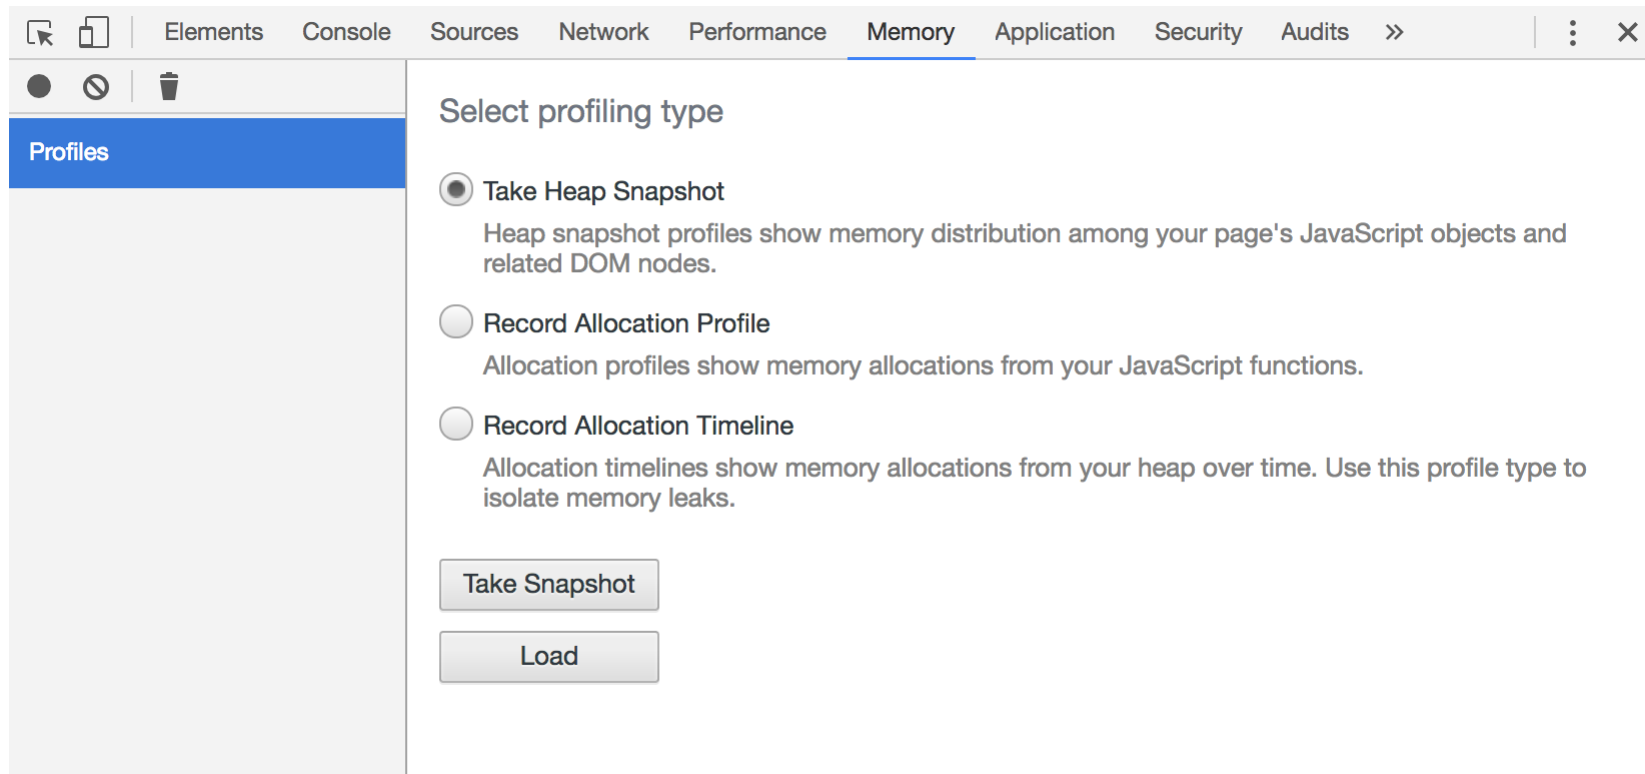 Elements Console Sources Network Performance Memory Application Security Audits »
Profiles
Select profiling type
Take Heap Snapshot
Heap snapshot profiles show memory distribution among your page's JavaScript objects and
related DOM nodes.
Record Allocation Profile
Allocation profiles show memory allocations from your JavaScript functions.
Record Allocation Timeline
Allocation timelines show memory allocations from your heap over time. Use this profile type to
isolate memory leaks.
Take Snapshot
Load